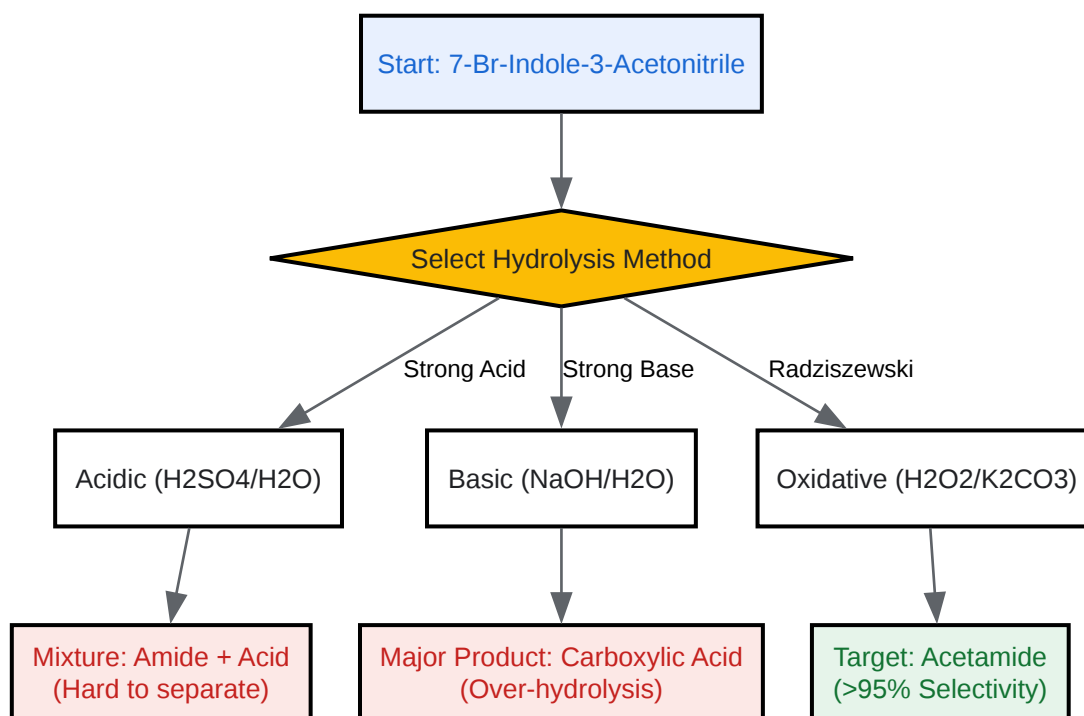 Start: 7-Br-Indole-3-Acetonitrile
Select Hydrolysis Method
Strong Acid
Strong Base
Radziszewski
Acidic (H2SO4/H2O)
Basic (NaOH/H2O)
Oxidative (H2O2/K2CO3)
Mixture: Amide + Acid
(Hard to separate)
Major Product: Carboxylic Acid
(Over-hydrolysis)
Target: Acetamide
(>95% Selectivity)